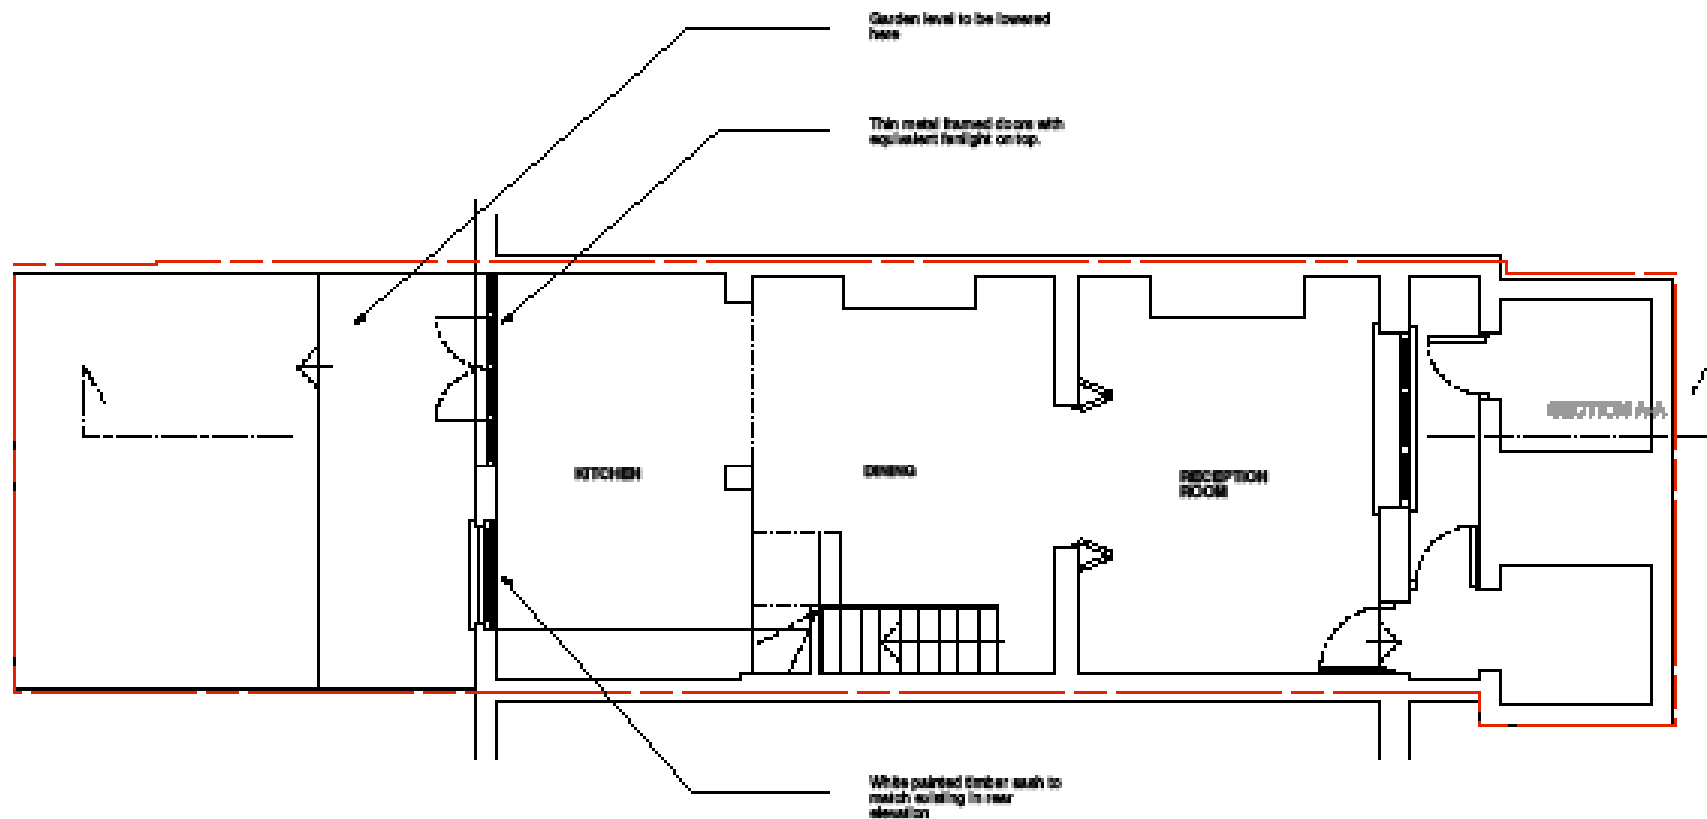 Garden level to be lowered
here
Thin metal framed doors with
equivalent fanlight on top.
KITCHEN
DINING
RECEPTION
ROOM
SECTION A-A
White painted timber sash to
match existing in rear
elevation